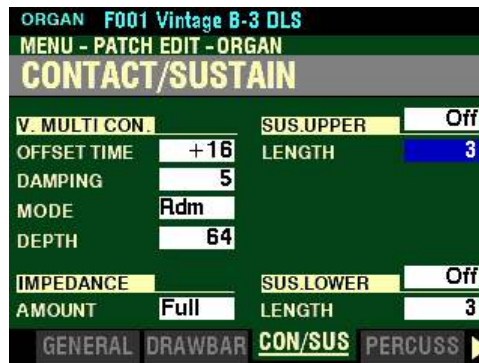 ORGAN F001 Vintage B-3 DLS
MENU - PATCH EDIT - ORGAN
CONTACT/SUSTAIN
V. MULTI CON. SUS.UPPER Off
OFFSET TIME +16 LENGTH 3
DAMPING 5
MODE Rdm
DEPTH 64
IMPEDANCE SUS.LOWER Off
AMOUNT Full LENGTH 3
GENERAL DRAWBAR CON/SUS PERCUSS